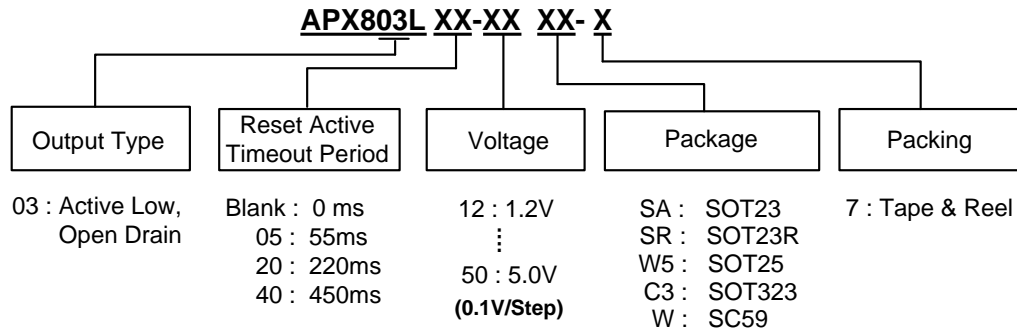 APX803L XX-XX XX- X
Output Type
Reset Active
Timeout Period
Voltage
Package
Packing
03 : Active Low,
Open Drain
Blank : 0 ms
05 : 55ms
20 : 220ms
40 : 450ms
12 : 1.2V
50 : 5.0V
(0.1V/Step)
SA : SOT23
SR : SOT23R
W5 : SOT25
C3 : SOT323
W : SC59
7 : Tape & Reel